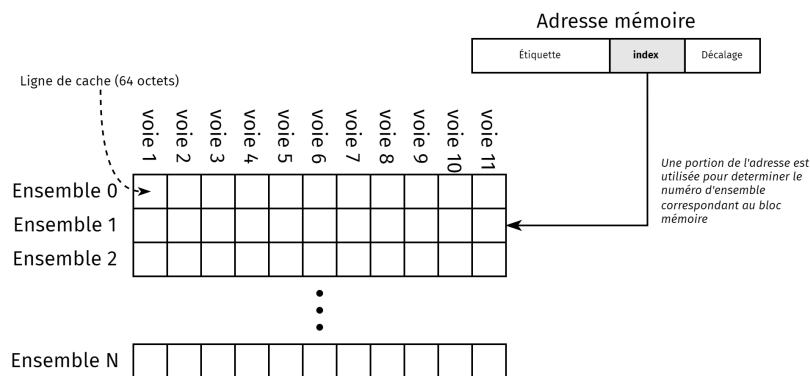 Adresse mémoire
Étiquette
index
Décalage
Ligne de cache (64 octets)
voie 1
voie 2
voie 3
voie 4
voie 5
voie 6
voie 7
voie 8
voie 9
voie 10
voie 11
Une portion de l'adresse est
utilisée pour determiner le
numéro d'ensemble
correspondant au bloc
mémoire
Ensemble 0
Ensemble 1
Ensemble 2
Ensemble N